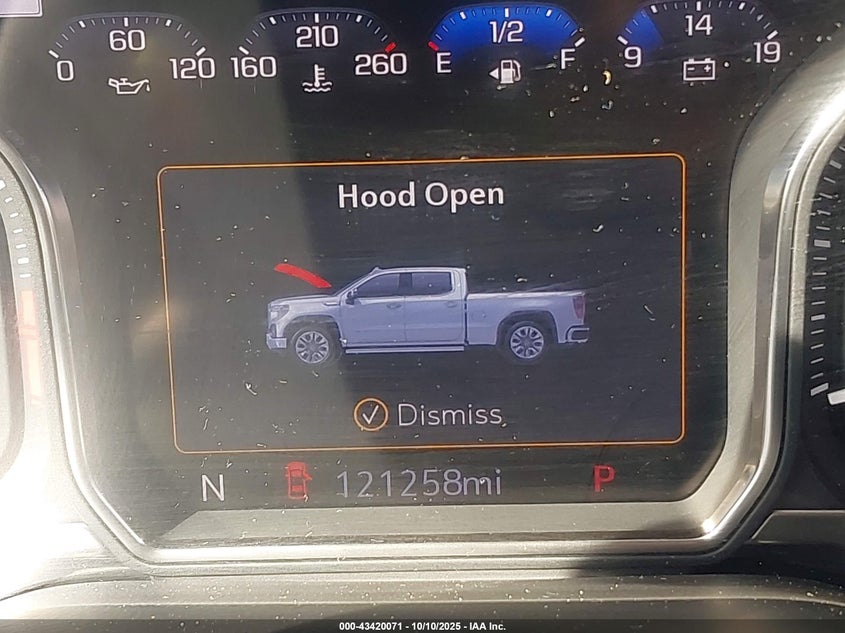 60 210 1/2 14
0 120 160 260 E F 9 19
Hood Open
Dismiss
N 121258mi P
000-43420071 - 10/10/2025 - IAA Inc.